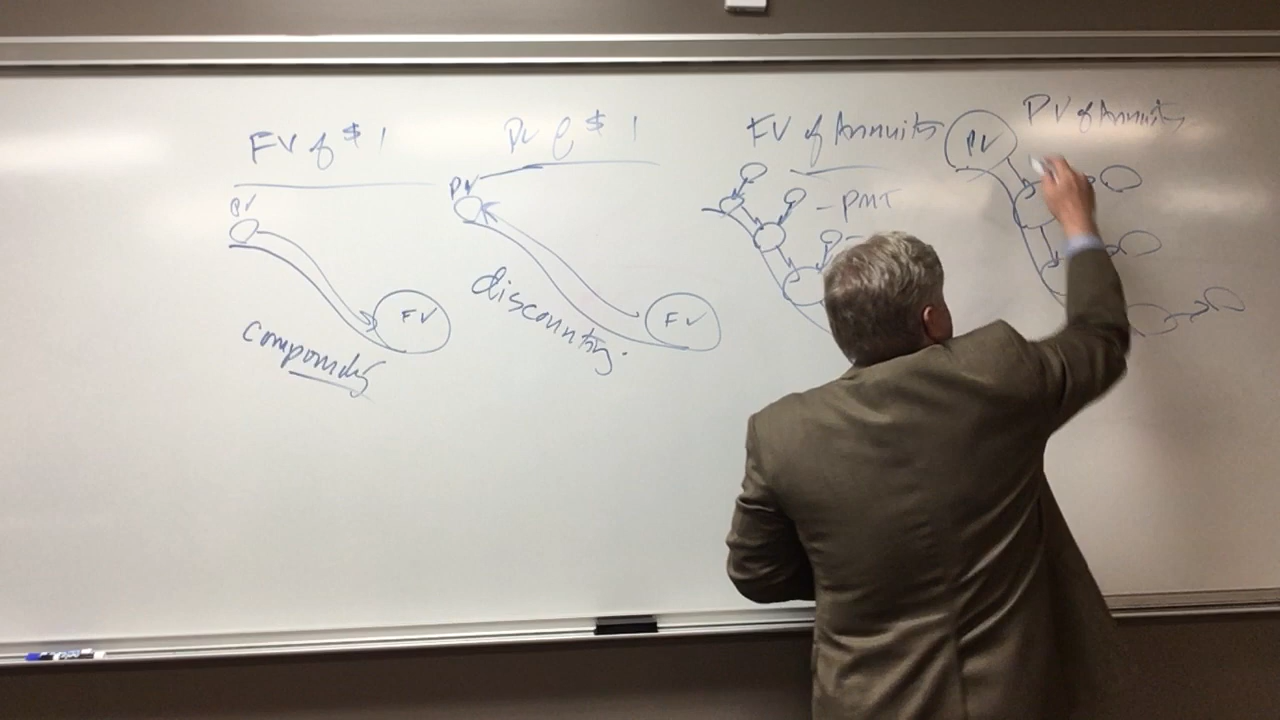 FV of $ 1
PV
FV
compounding
PV of $ 1
PV
FV
discounting.
FV of Annuity
- PMT
PV of Annuity
PV